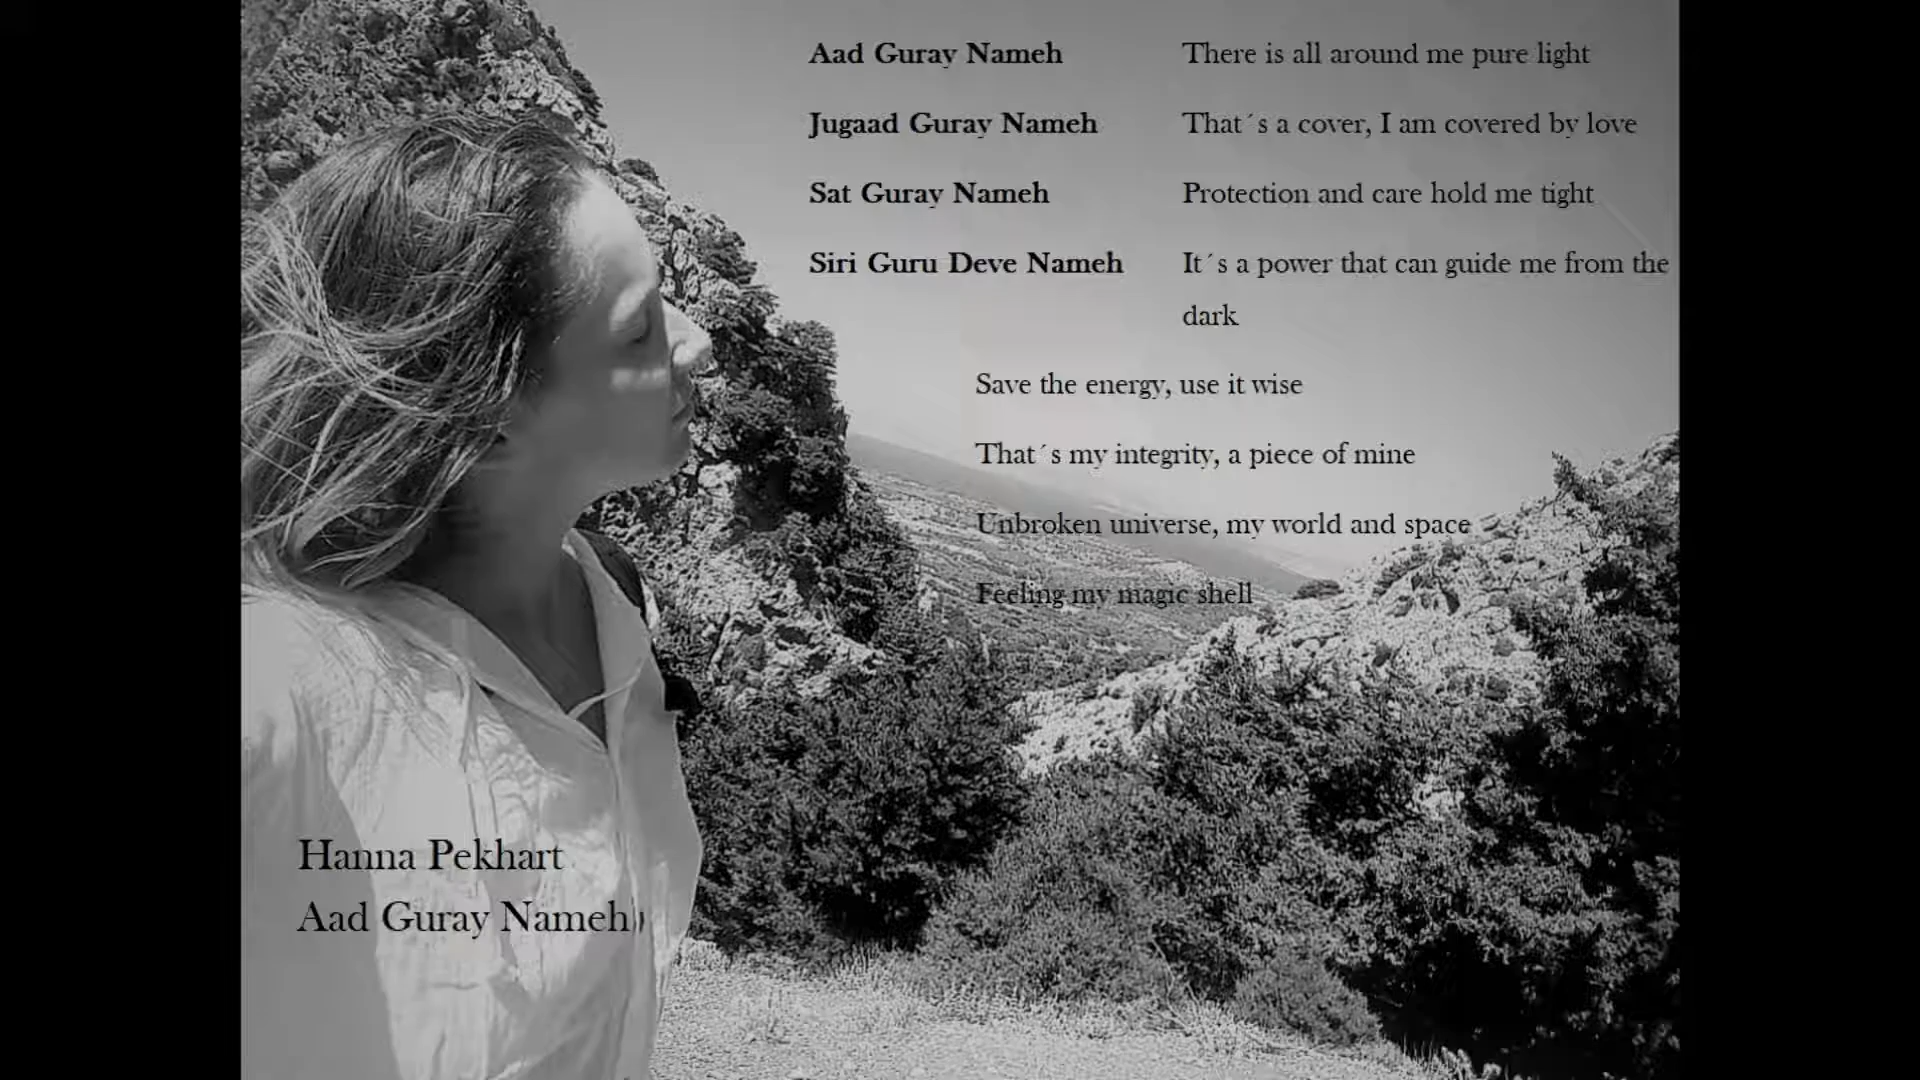 Aad Guray Nameh
There is all around me pure light
Jugaad Guray Nameh
That´s a cover, I am covered by love
Sat Guray Nameh
Protection and care hold me tight
Siri Guru Deve Nameh
It´s a power that can guide me from the
dark
Save the energy, use it wise
That´s my integrity, a piece of mine
Unbroken universe, my world and space
Feeling my magic shell
Hanna Pekhart
Aad Guray Nameh